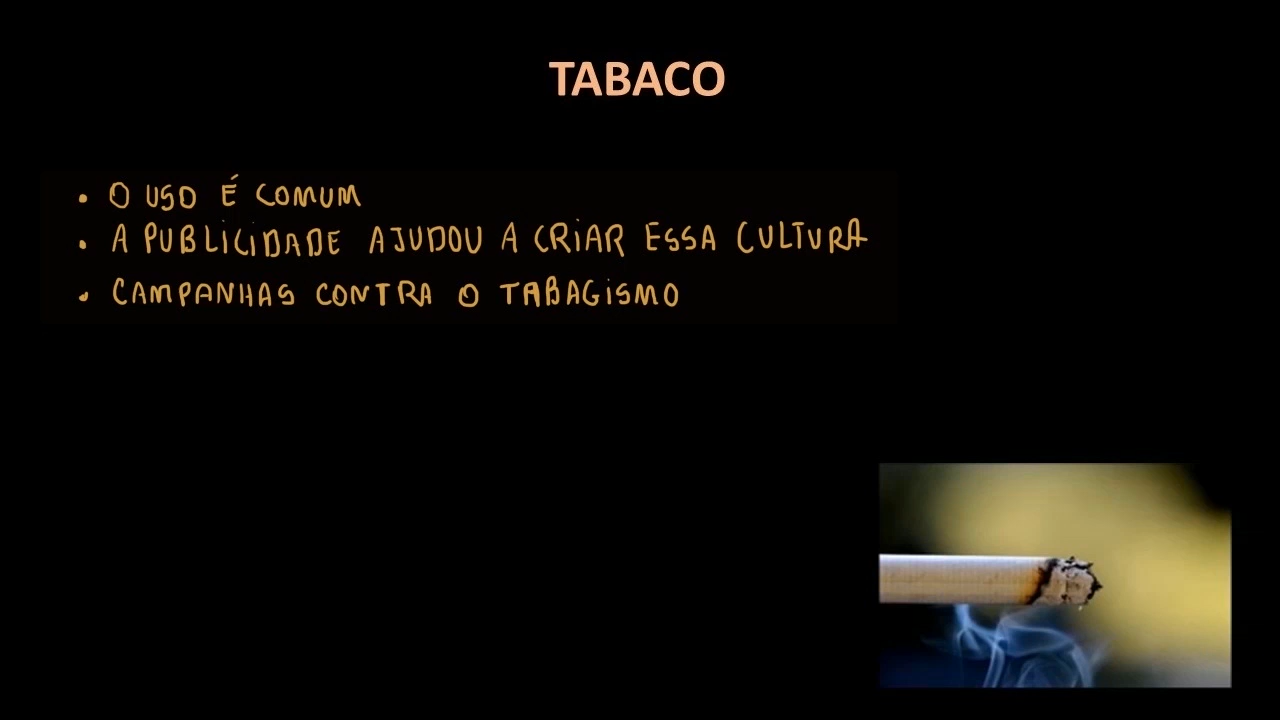 TABACO
• O USO É COMUM
• A PUBLICIDADE AJUDOU A CRIAR ESSA CULTURA
• CAMPANHAS CONTRA O TABAGISMO